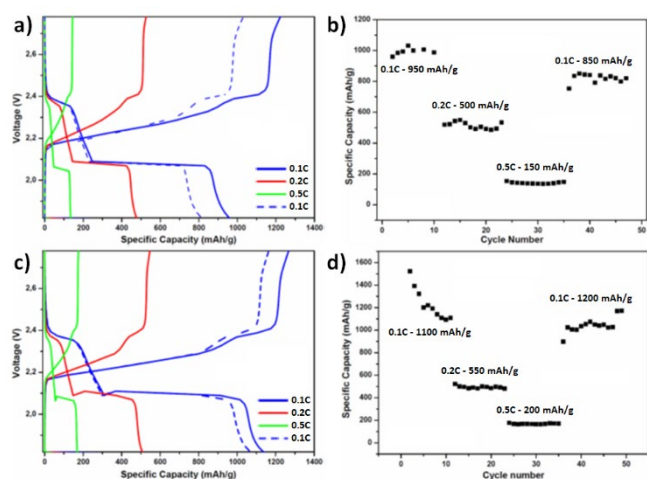 a)
Voltage (V)
2,8
2,4
2,2
2,0
0.1C
0.2C
0.5C
0.1C
0 200 400 600 800 1000 1200 1400
Specific Capacity (mAh/g)
b)
Specific Capacity (mAh/g)
1200
1000
800
600
400
200
0
0.1C - 950 mAh/g
0.2C - 500 mAh/g
0.5C - 150 mAh/g
0.1C - 850 mAh/g
0 10 20 30 40 50
Cycle Number
c)
Voltage (V)
2,8
2,4
2,2
2,0
0.1C
0.2C
0.5C
0.1C
0 200 400 600 800 1000 1200 1400
Specific Capacity (mAh/g)
d)
Specific Capacity (mAh/g)
1600
1400
1200
1000
800
600
400
200
0
0.1C - 1100 mAh/g
0.2C - 550 mAh/g
0.5C - 200 mAh/g
0.1C - 1200 mAh/g
0 10 20 30 40 50
Cycle number